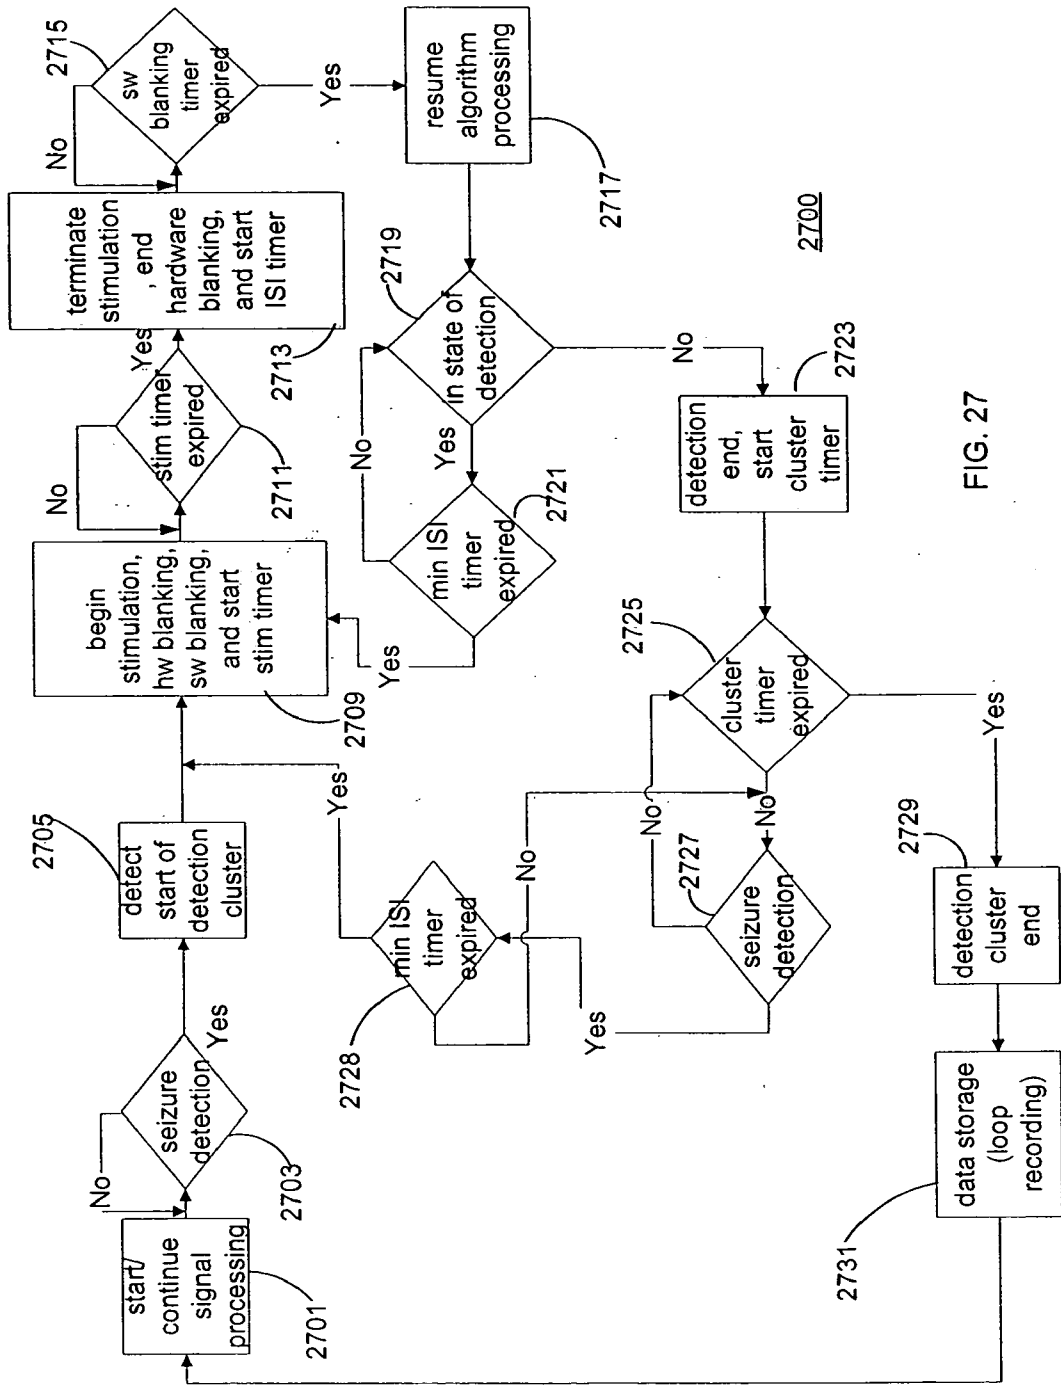 start/
continue
signal
processing
2701
No
seizure
detection
2703
Yes
detect
start of
detection
cluster
2705
begin
stimulation,
hw blanking,
sw blanking,
and start
stim timer
2709
No
stim timer
expired
2711
Yes
terminate
stimulation
, end
hardware
blanking,
and start
ISI timer
2713
No
sw
blanking
timer
expired
2715
Yes
resume
algorithm
processing
2717
in state of
detection
2719
Yes
No
min ISI
timer
expired
2721
No
Yes
detection
end,
start
cluster
timer
2723
cluster
timer
expired
2725
No
Yes
seizure
detection
2727
No
Yes
min ISI
timer
expired
2728
Yes
No
detection
cluster
end
2729
data storage
(loop
recording)
2731
2700
FIG. 27